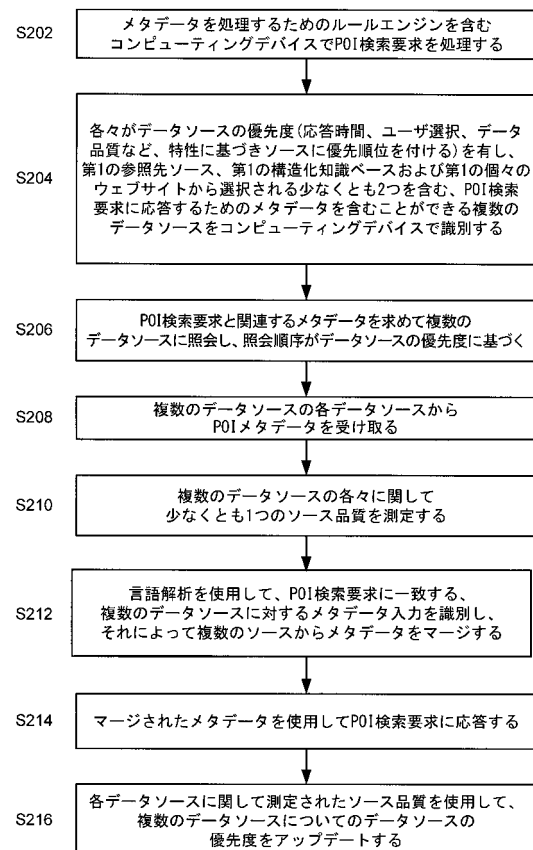 S202
メタデータを処理するためのルールエンジンを含む
コンピューティングデバイスでPOI検索要求を処理する
S204
各々がデータソースの優先度(応答時間、ユーザ選択、データ
品質など、特性に基づきソースに優先順位を付ける)を有し、
第1の参照先ソース、第1の構造化知識ベースおよび第1の個々の
ウェブサイトから選択される少なくとも2つを含む、POI検索
要求に応答するためのメタデータを含むことができる複数の
データソースをコンピューティングデバイスで識別する
S206
POI検索要求と関連するメタデータを求めて複数の
データソースに照会し、照会順序がデータソースの優先度に基づく
S208
複数のデータソースの各データソースから
POIメタデータを受け取る
S210
複数のデータソースの各々に関して
少なくとも1つのソース品質を測定する
S212
言語解析を使用して、POI検索要求に一致する、
複数のデータソースに対するメタデータ入力を識別し、
それによって複数のソースからメタデータをマージする
S214
マージされたメタデータを使用してPOI検索要求に応答する
S216
各データソースに関して測定されたソース品質を使用して、
複数のデータソースについてのデータソースの
優先度をアップデートする